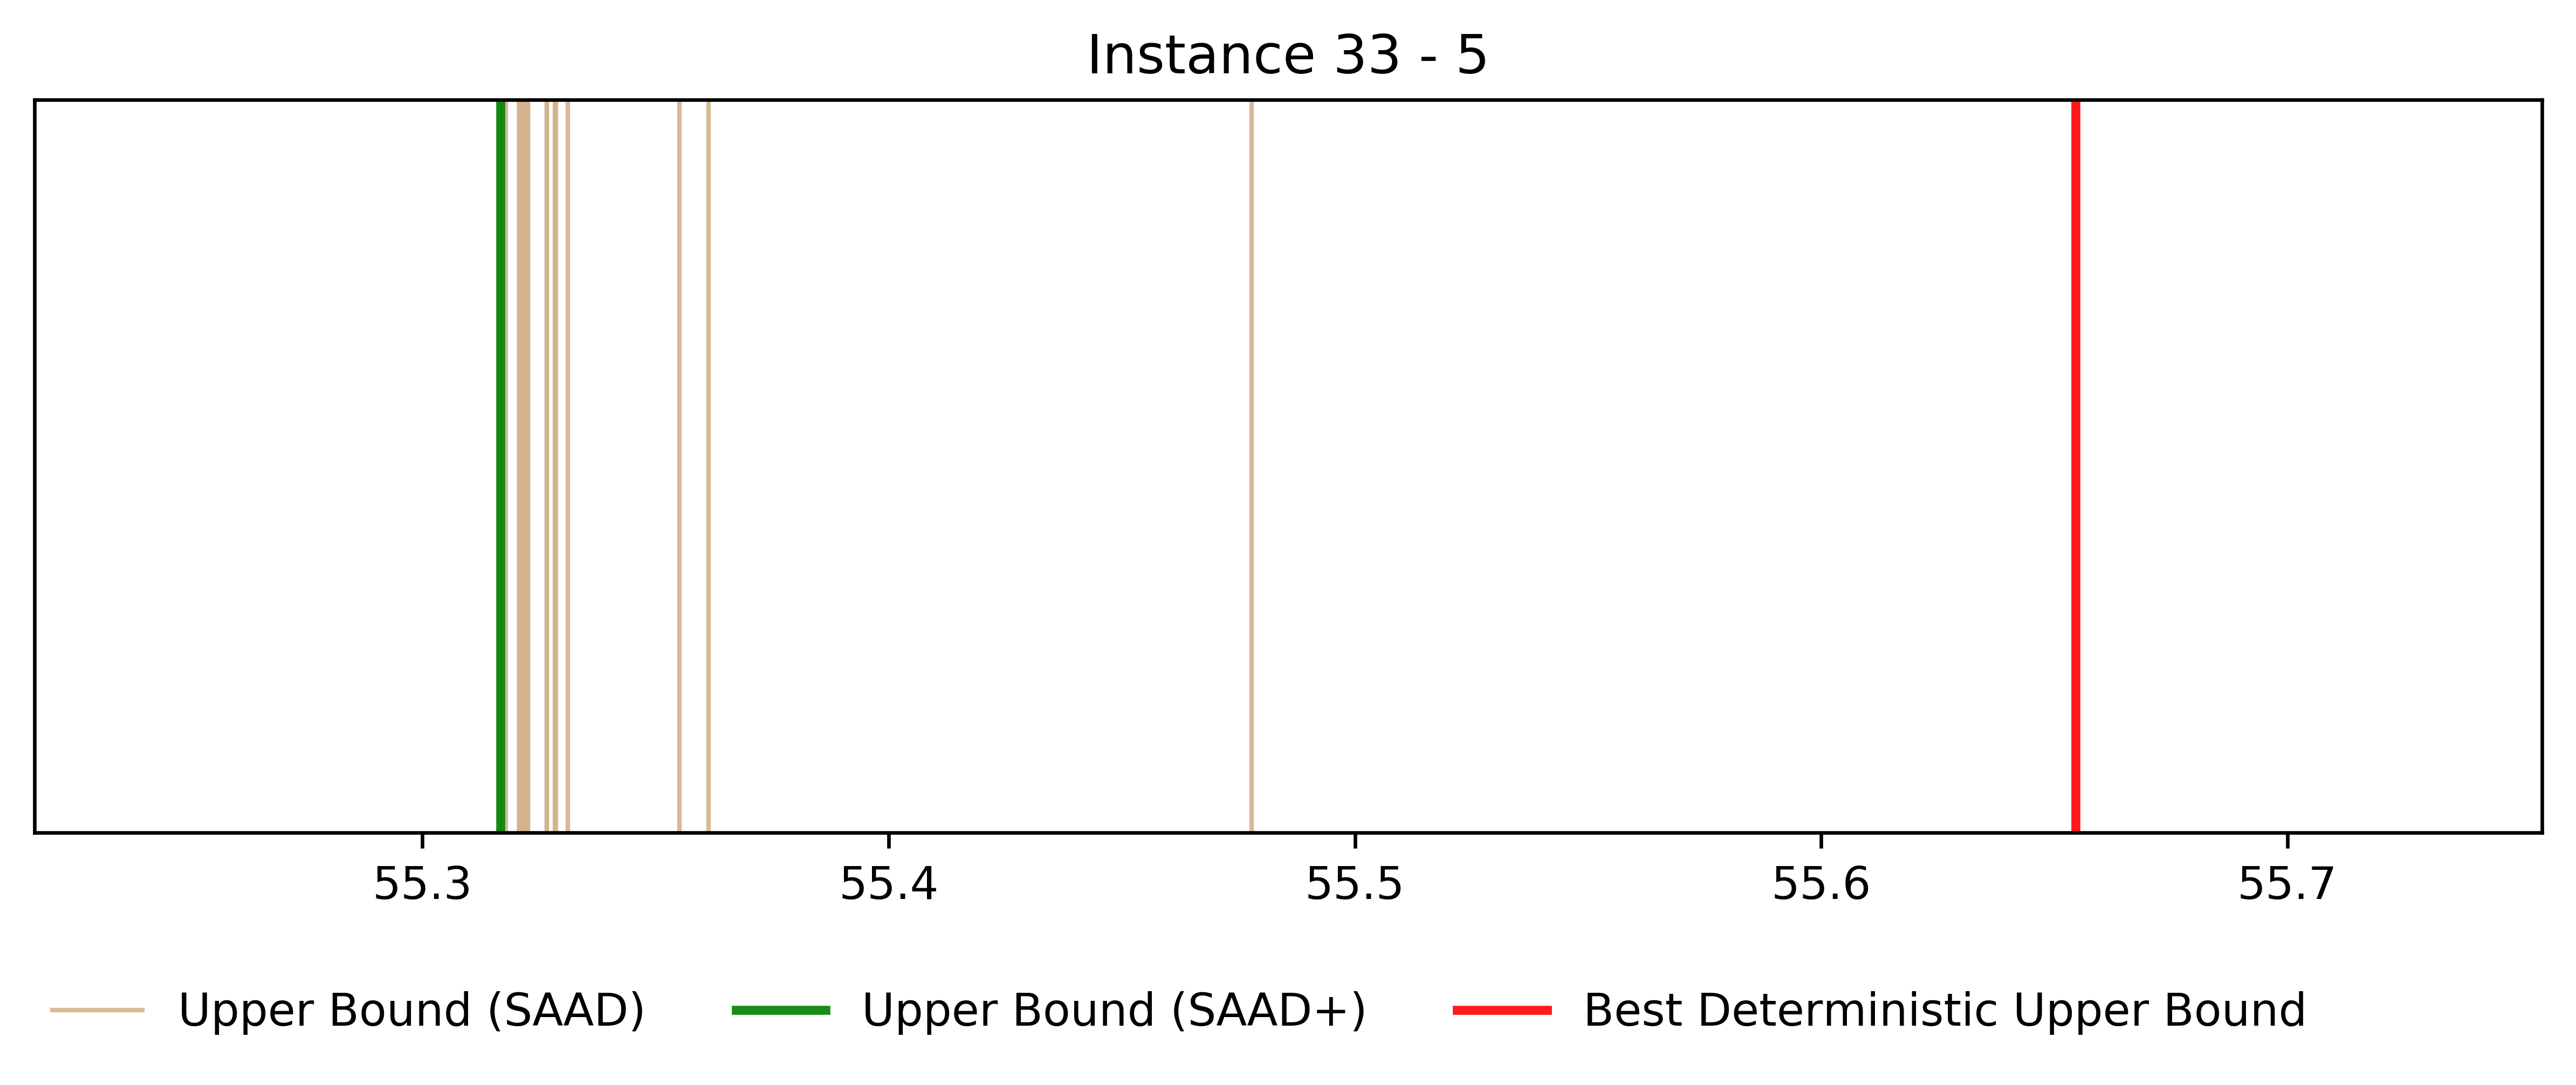 Instance 33 - 5
55.3 55.4 55.5 55.6 55.7
Upper Bound (SAAD) Upper Bound (SAAD+) Best Deterministic Upper Bound